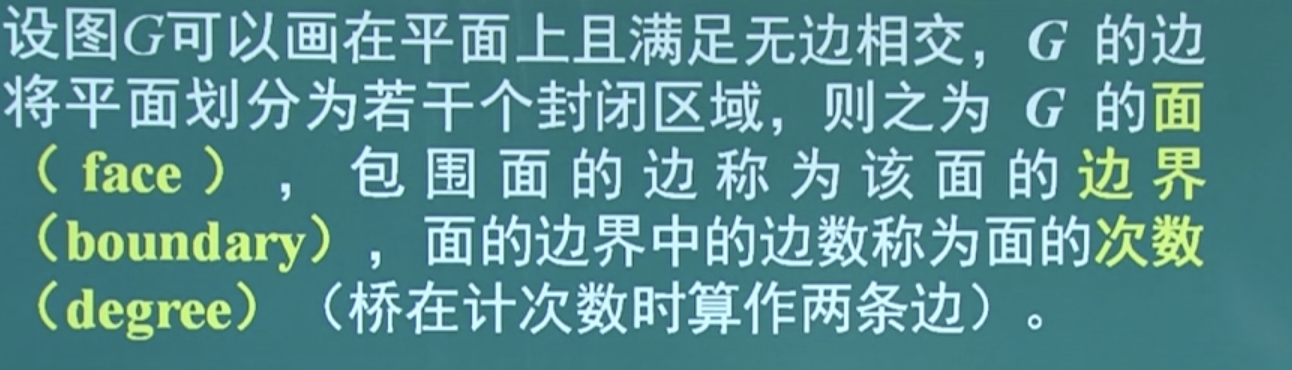 设图G可以画在平面上且满足无边相交，G 的边
将平面划分为若干个封闭区域，则之为 G 的面
（face），包围面的边称为该面的边界
（boundary），面的边界中的边数称为面的次数
（degree）（桥在计次数时算作两条边）。